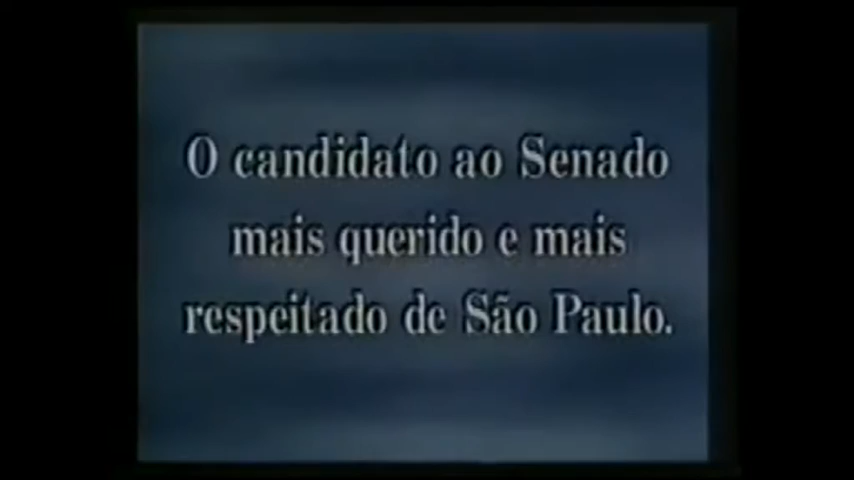 O candidato ao Senado
mais querido e mais
respeitado de São Paulo.